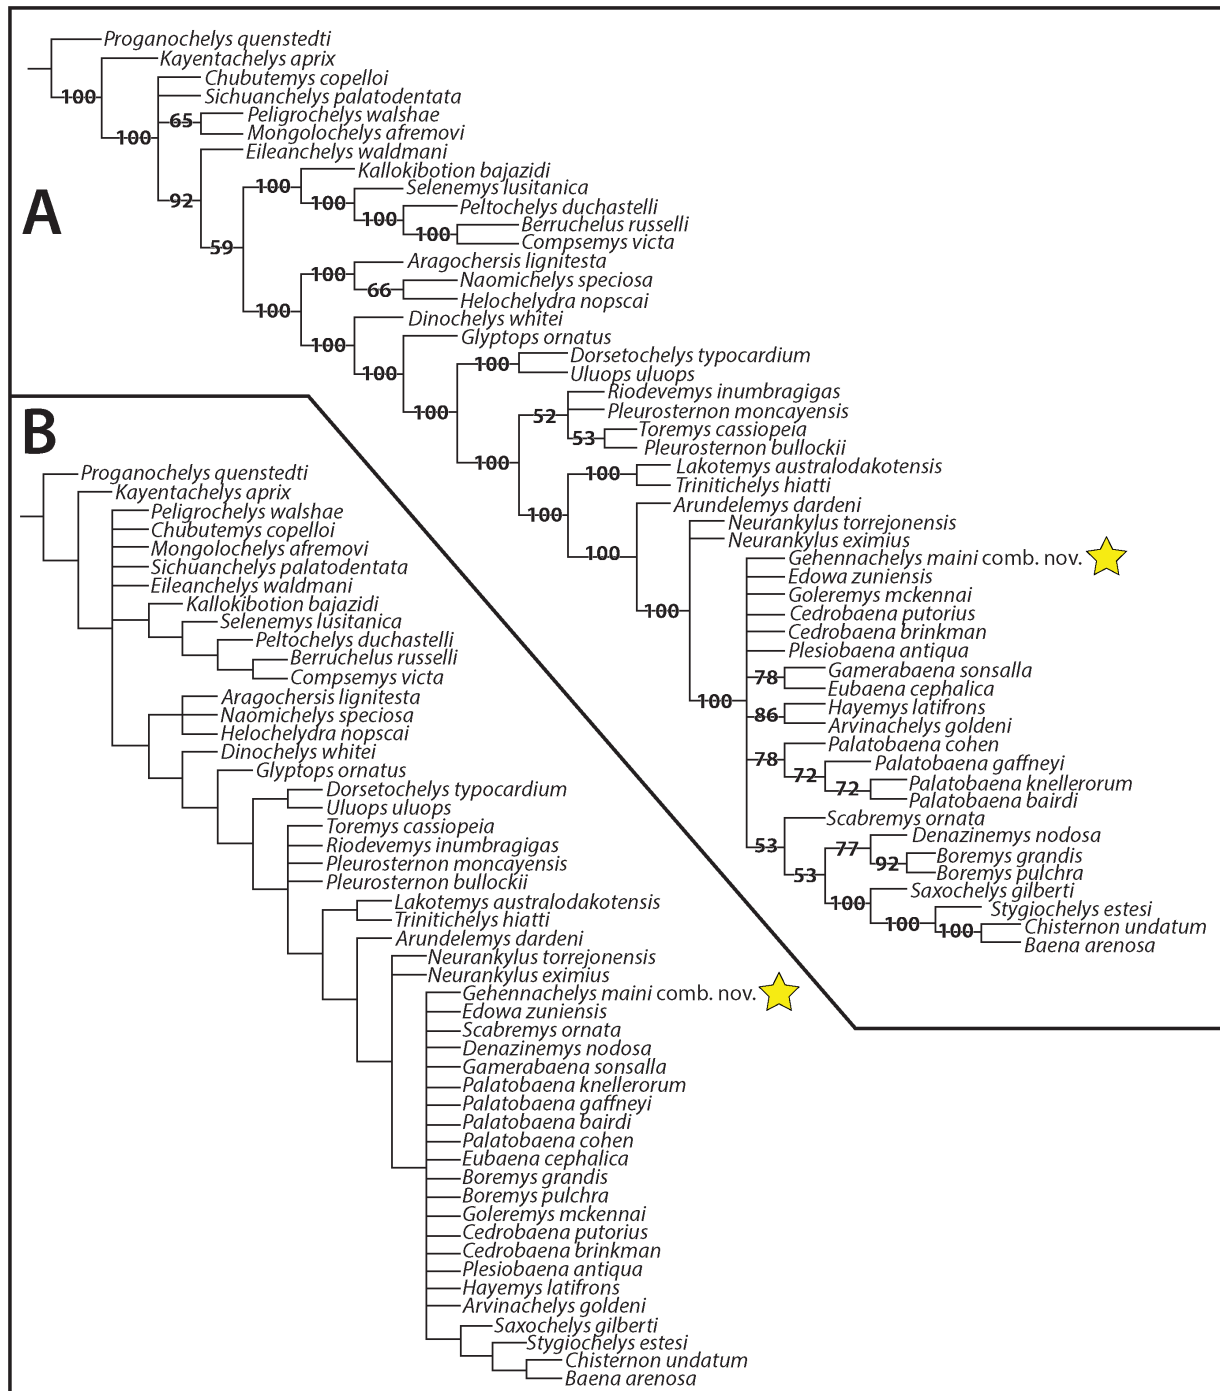 Proganochelys quenstedti
Kayentachelys aprix
Chubutemys copelloi
100
Sichuanchelys palatodentata
65
Peligrochelys walshae
100
Mongolochelys afremovi
Eileanchelys waldmani
Kallokibotion bajazidi
100
Selenemys lusitanica
92
100
Peltochelys duchastelli
A
100
Berruchelus russelli
100
Compsemys victa
59
Aragochersis lignitesta
100
Naomichelys speciosa
66
Helochelydra nopscai
100
Dinochelys whitei
Glyptops ornatus
100
Dorsetochelys typocardium
100
Uluops uluops
100
Riodevemys inumbragigas
100
Pleurosternon moncayensis
52
Toremys cassiopeia
53
Pleurosternon bullockii
100
Lakotemys australodakotensis
100
Trinitichelys hiatti
Arundelemys dardeni
100
Neurankylus torrejonensis
Neurankylus eximius
100
Gehennachelys maini comb. nov.
Edowa zuniensis
Goleremys mckennai
100
Cedrobaena putorius
Cedrobaena brinkman
Plesiobaena antiqua
Gamerabaena sonsalla
78
Eubaena cephalica
100
Hayemys latifrons
86
Arvinachelys goldeni
Palatobaena cohen
78
Palatobaena gaffneyi
72
Palatobaena knellerorum
72
Palatobaena bairdi
Scabremys ornata
Denazinemys nodosa
53
77
Boremys grandis
92
Boremys pulchra
53
Saxochelys gilberti
100
Stygiochelys estesi
100
Chisternon undatum
100
Baena arenosa
B
Proganochelys quenstedti
Kayentachelys aprix
Peligrochelys walshae
Chubutemys copelloi
Mongolochelys afremovi
Sichuanchelys palatodentata
Eileanchelys waldmani
Kallokibotion bajazidi
Selenemys lusitanica
Peltochelys duchastelli
Berruchelus russelli
Compsemys victa
Aragochersis lignitesta
Naomichelys speciosa
Helochelydra nopscai
Dinochelys whitei
Glyptops ornatus
Dorsetochelys typocardium
Uluops uluops
Toremys cassiopeia
Riodevemys inumbragigas
Pleurosternon moncayensis
Pleurosternon bullockii
Lakotemys australodakotensis
Trinitichelys hiatti
Arundelemys dardeni
Neurankylus torrejonensis
Neurankylus eximius
Gehennachelys maini comb. nov.
Edowa zuniensis
Scabremys ornata
Denazinemys nodosa
Gamerabaena sonsalla
Palatobaena knellerorum
Palatobaena gaffneyi
Palatobaena bairdi
Palatobaena cohen
Eubaena cephalica
Boremys grandis
Boremys pulchra
Goleremys mckennai
Cedrobaena putorius
Cedrobaena brinkman
Plesiobaena antiqua
Hayemys latifrons
Arvinachelys goldeni
Saxochelys gilberti
Stygiochelys estesi
Chisternon undatum
Baena arenosa